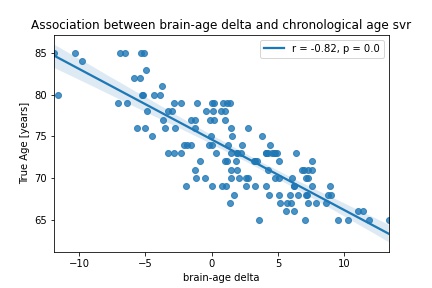 Association between brain-age delta and chronological age svr
r = -0.82, p = 0.0
True Age [years]
85
80
75
70
65
−10
−5
0
5
10
brain-age delta